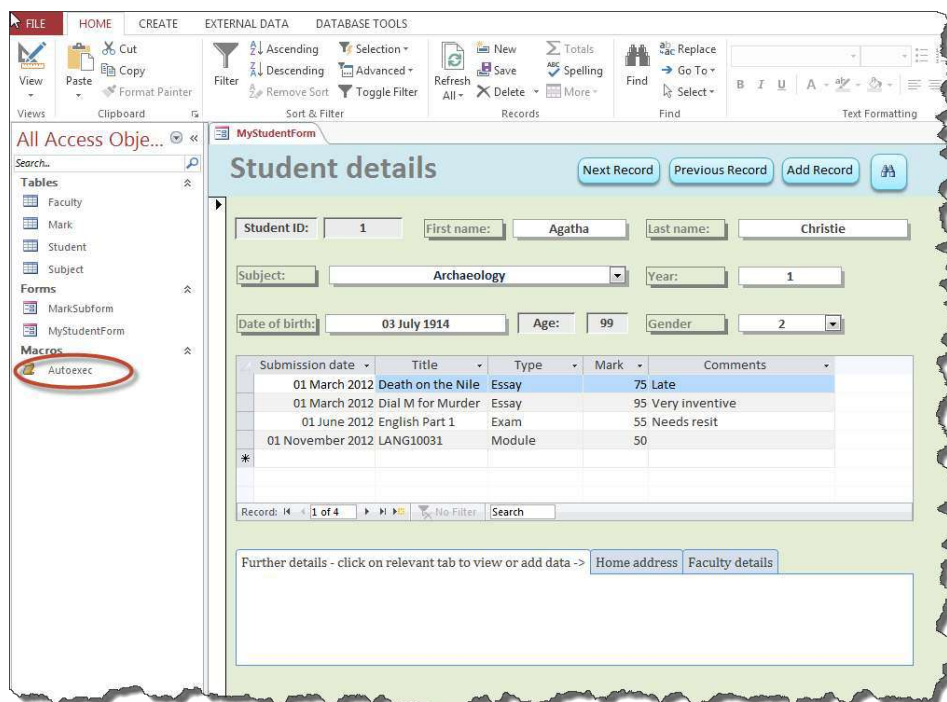 FILE HOME CREATE EXTERNAL DATA DATABASE TOOLS
View
Views
Paste
Cut
Copy
Format Painter
Clipboard
Filter
Ascending
Descending
Remove Sort
Selection
Advanced
Toggle Filter
Sort & Filter
Refresh
All
New
Save
Delete
Totals
Spelling
More
Records
Find
Replace
Go To
Select
Find
B I U A
Text Formatting
All Access Obje...
Search..
Tables
Faculty
Mark
Student
Subject
Forms
MarkSubform
MyStudentForm
Macros
Autoexec
MyStudentForm
Student details
Next Record Previous Record Add Record
Student ID: 1 First name: Agatha Last name: Christie
Subject: Archaeology Year: 1
Date of birth: 03 July 1914 Age: 99 Gender 2
Submission date Title Type Mark Comments
01 March 2012 Death on the Nile Essay 75 Late
01 March 2012 Dial M for Murder Essay 95 Very inventive
01 June 2012 English Part 1 Exam 55 Needs resit
01 November 2012 LANG10031 Module 50
Record: 1 of 4 No Filter Search
Further details - click on relevant tab to view or add data -> Home address Faculty details